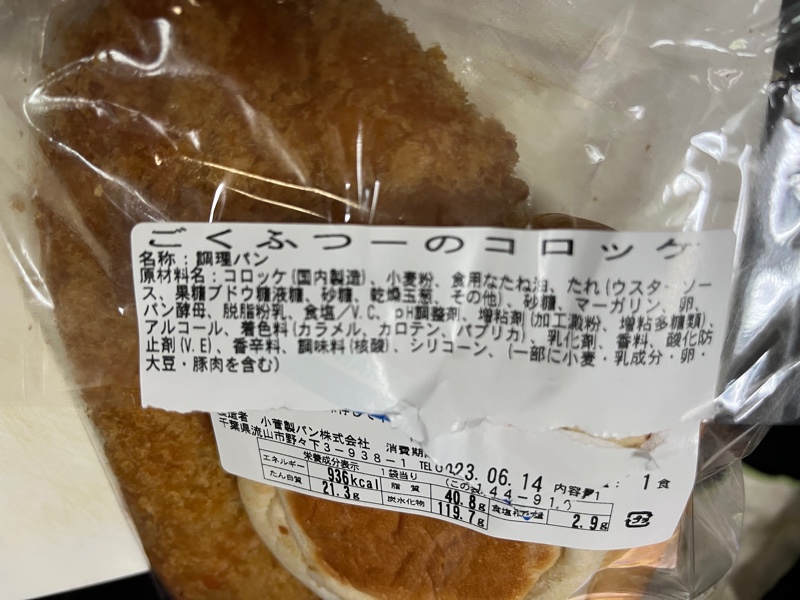 ごくふつーのコロッケ
名称：調理パン
原材料名：コロッケ(国内製造)、小麦粉、食用なたね油、たれ(ウスターソー
ス、果糖ブドウ糖液糖、砂糖、乾燥玉葱、その他)、砂糖、マーガリン、卵、
パン酵母、脱脂粉乳、食塩／V.C、pH調整剤、増粘剤(加工澱粉、増粘多糖類)、
アルコール、着色料(カラメル、カロテン、パプリカ)、乳化剤、香料、酸化防
止剤(V.E)、香辛料、調味料(核酸)、シリコーン、(一部に小麦・乳成分・卵・
大豆・豚肉を含む)
造者 小菅製パン株式会社 消費期
千葉県流山市野々下3－938－1 TEL
023.06.14 内容 1食
栄養成分表示 1袋当り (この
エネルギー 936kcal 脂質 40.8g 食塩相当量 2.9g
たん白質 21.3g 炭水化物 119.7g